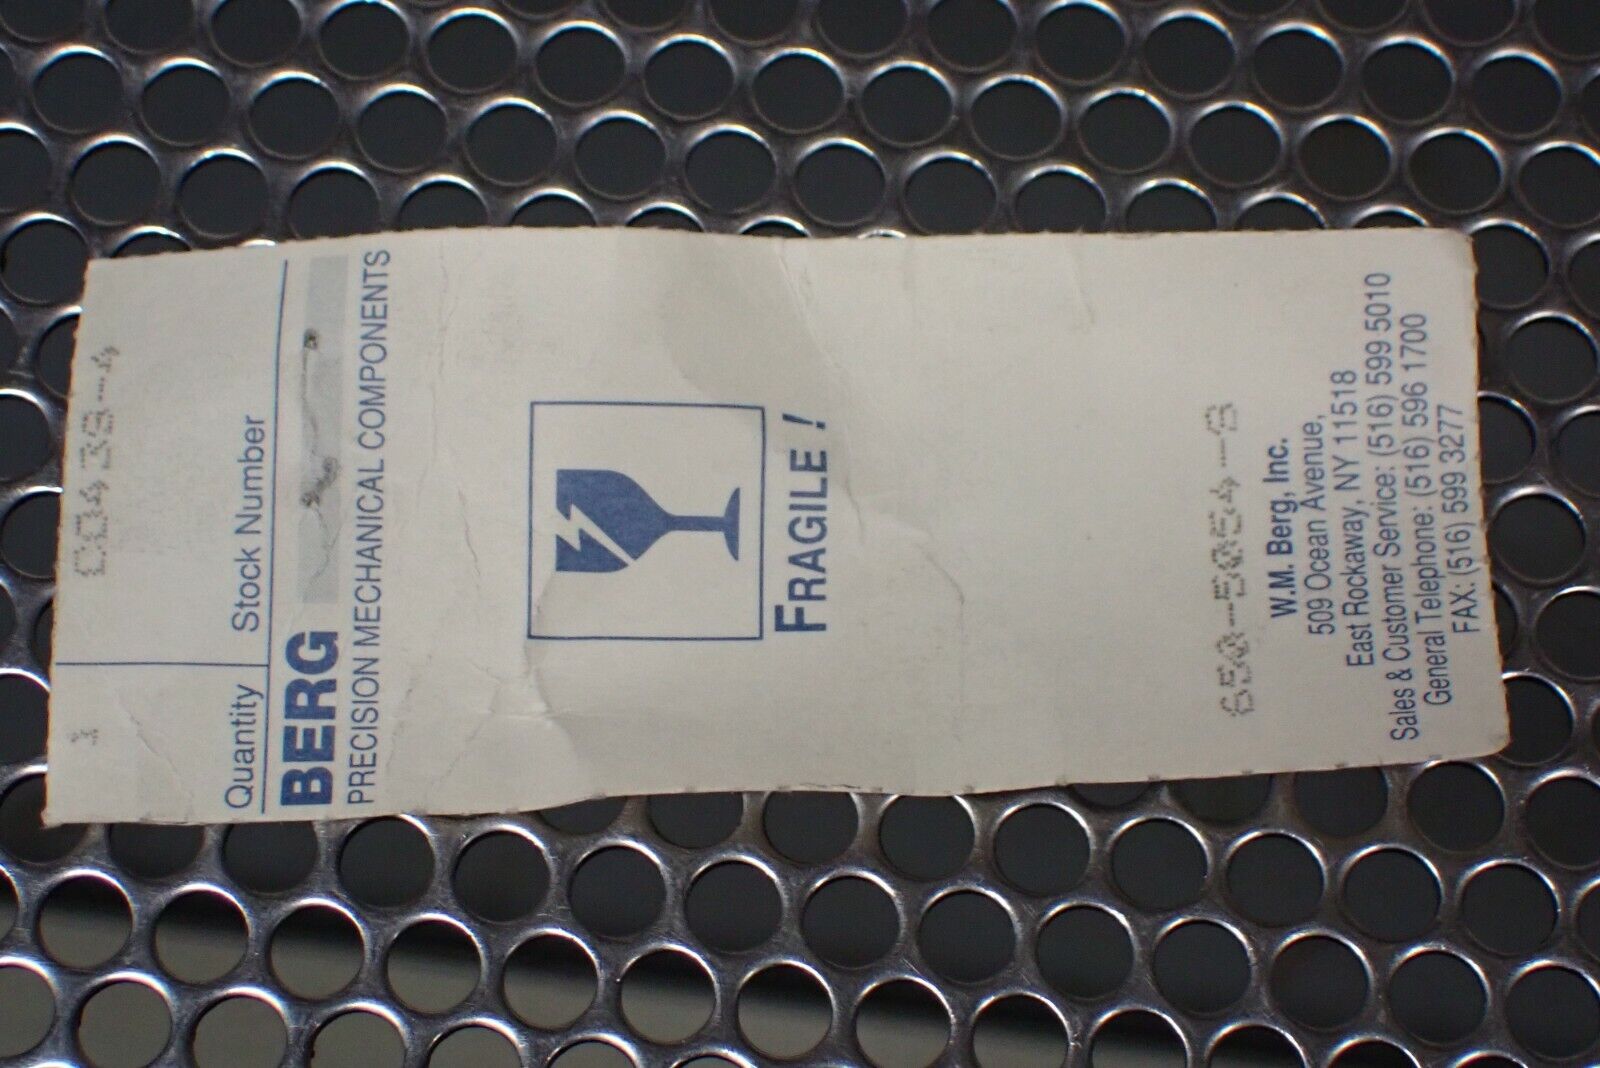 1
Quantity Stock Number
BERG
PRECISION MECHANICAL COMPONENTS
FRAGILE !
W.M. Berg, Inc.
509 Ocean Avenue,
East Rockaway, NY 11518
Sales & Customer Service: (516) 599 5010
General Telephone: (516) 596 1700
FAX: (516) 599 3277